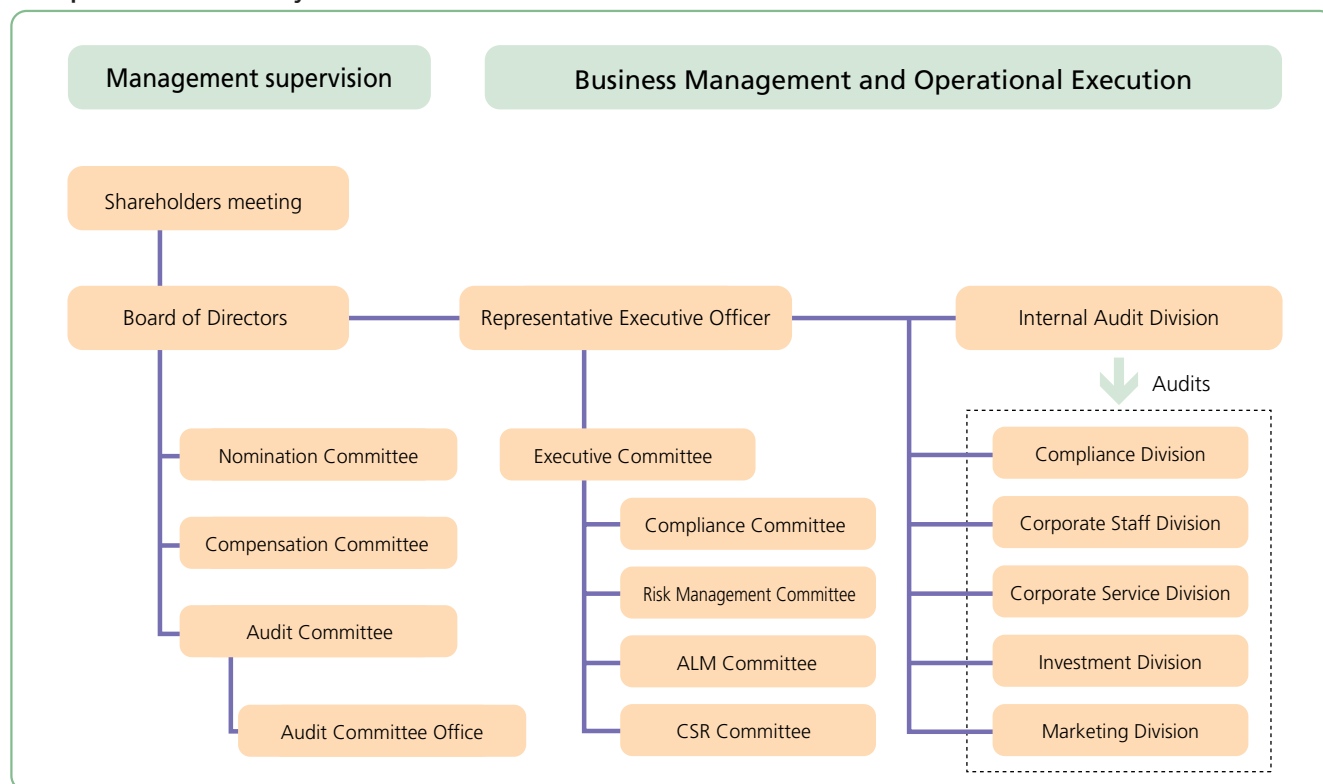 Management supervision
Business Management and Operational Execution
Shareholders meeting
Board of Directors
Representative Executive Officer
Internal Audit Division
Audits
Nomination Committee
Compensation Committee
Audit Committee
Audit Committee Office
Executive Committee
Compliance Committee
Risk Management Committee
ALM Committee
CSR Committee
Compliance Division
Corporate Staff Division
Corporate Service Division
Investment Division
Marketing Division